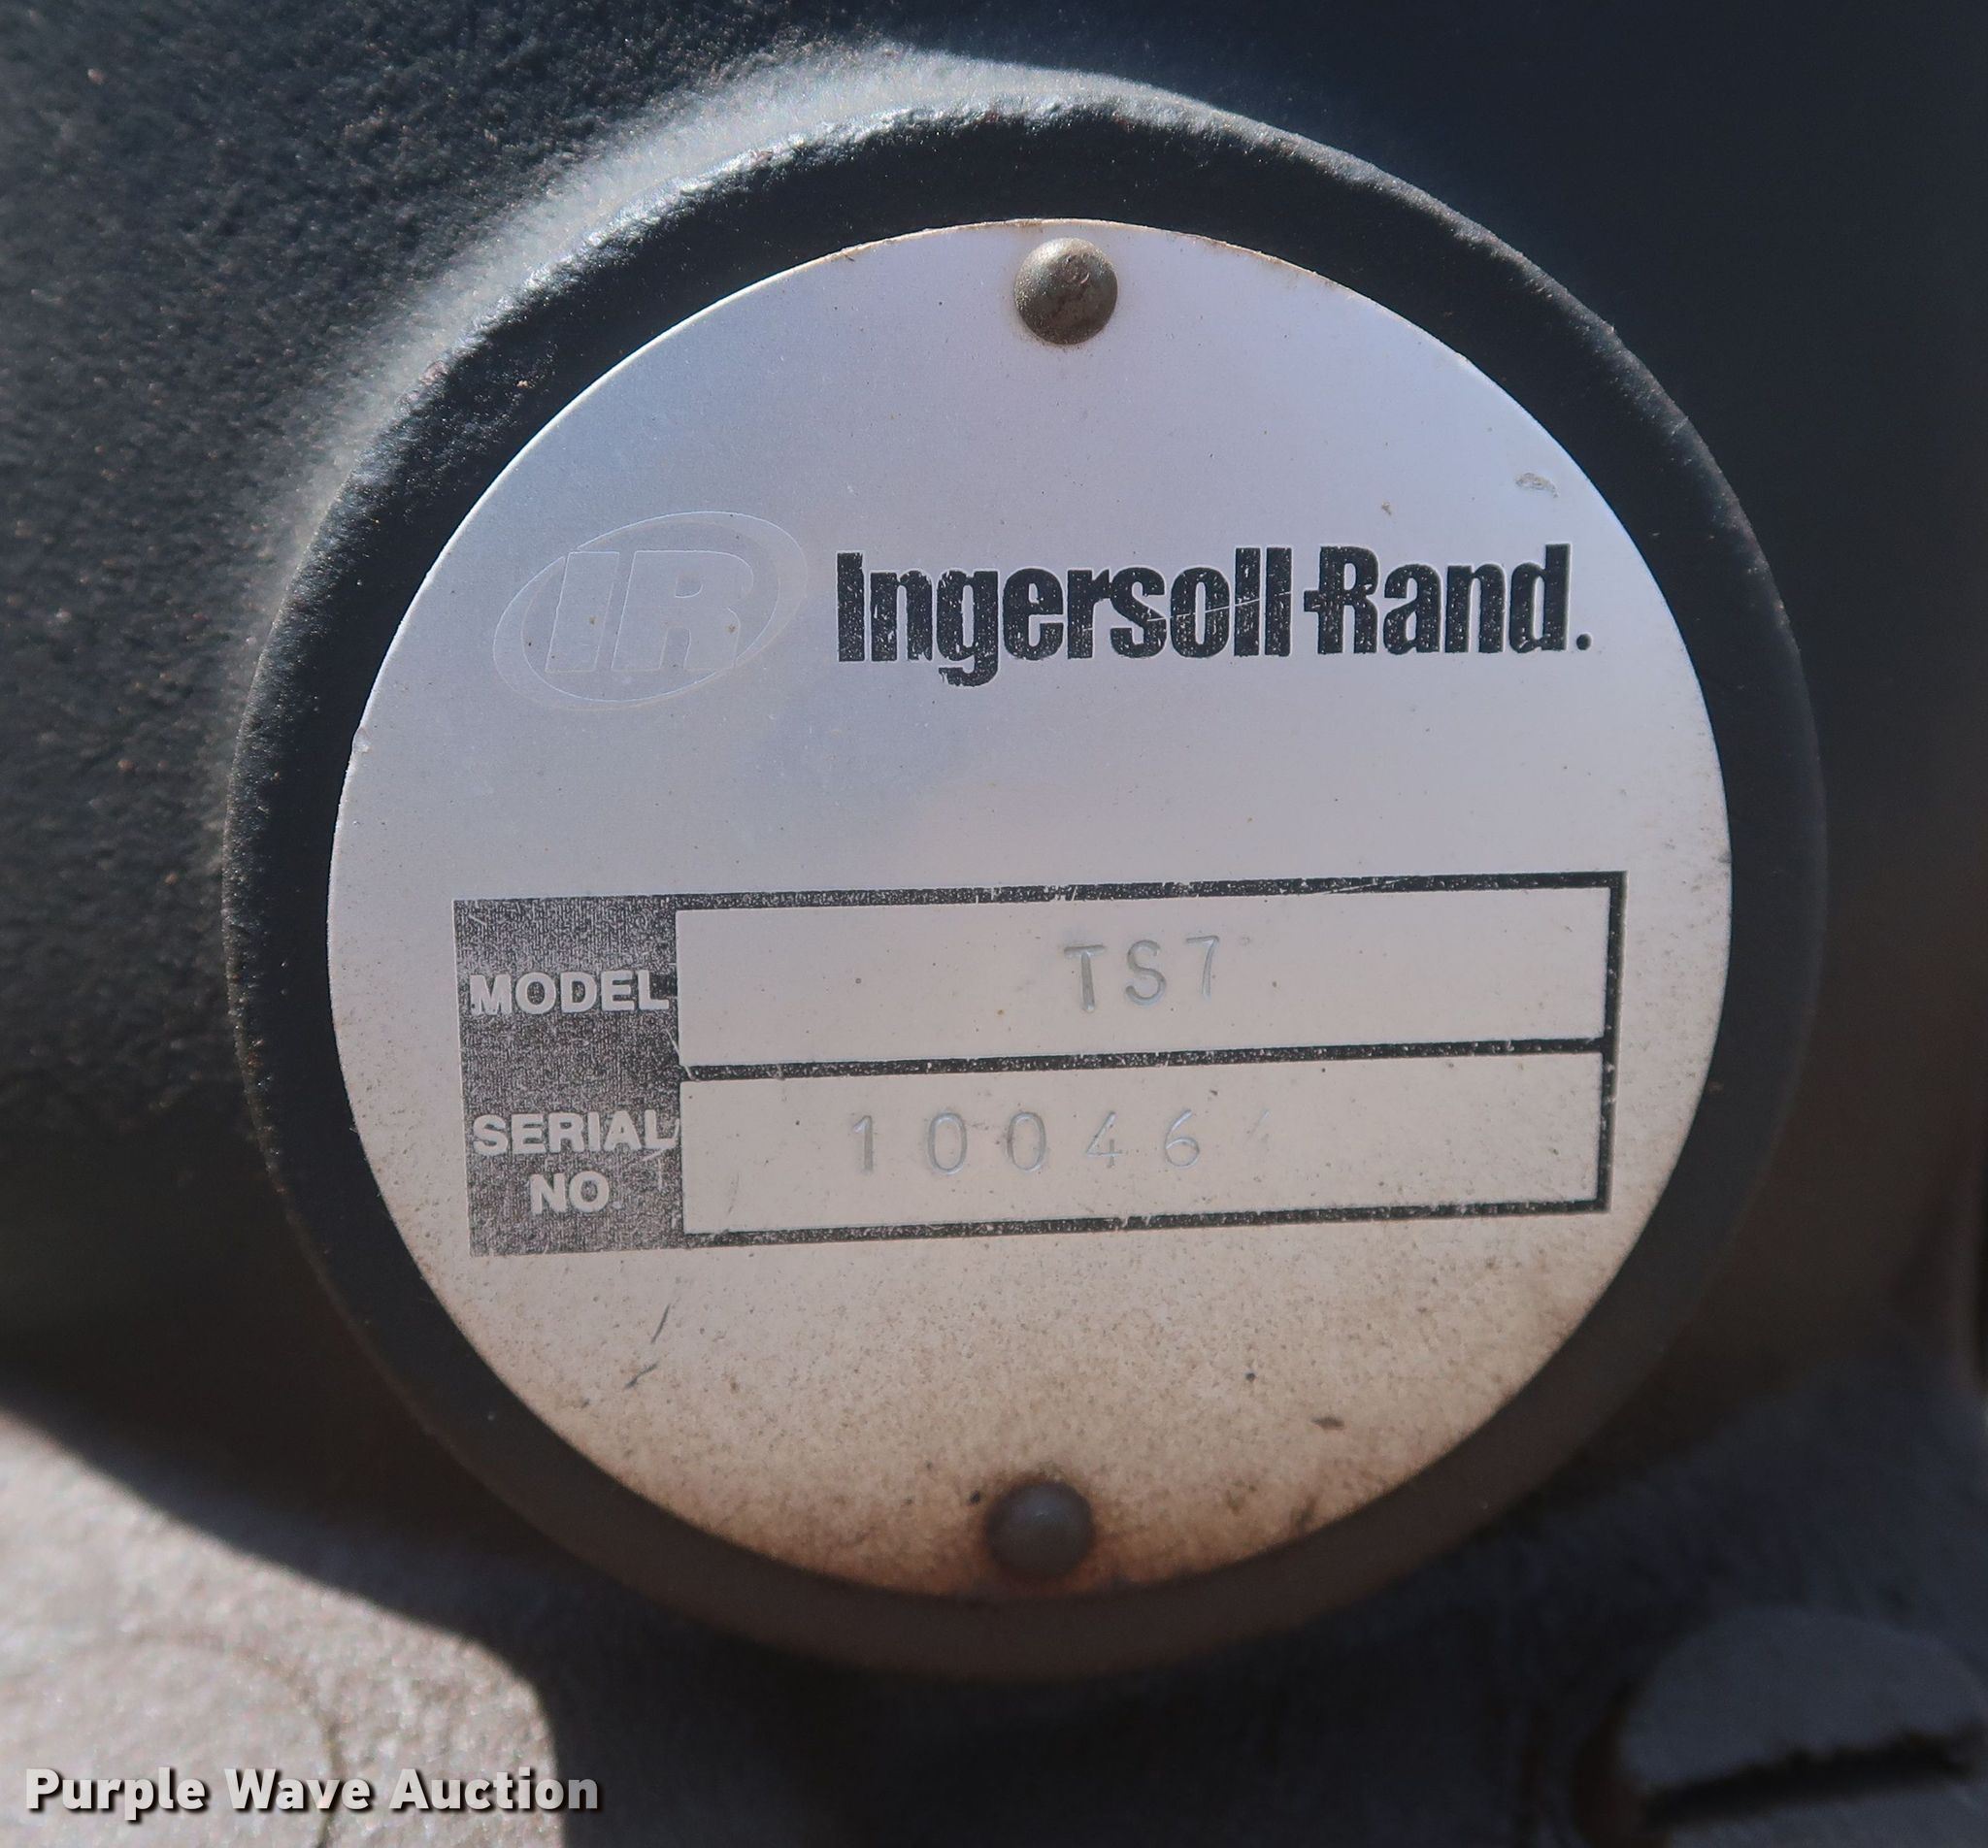 IR Ingersoll-Rand.
MODEL TS7
SERIAL NO. 10046
Purple Wave Auction